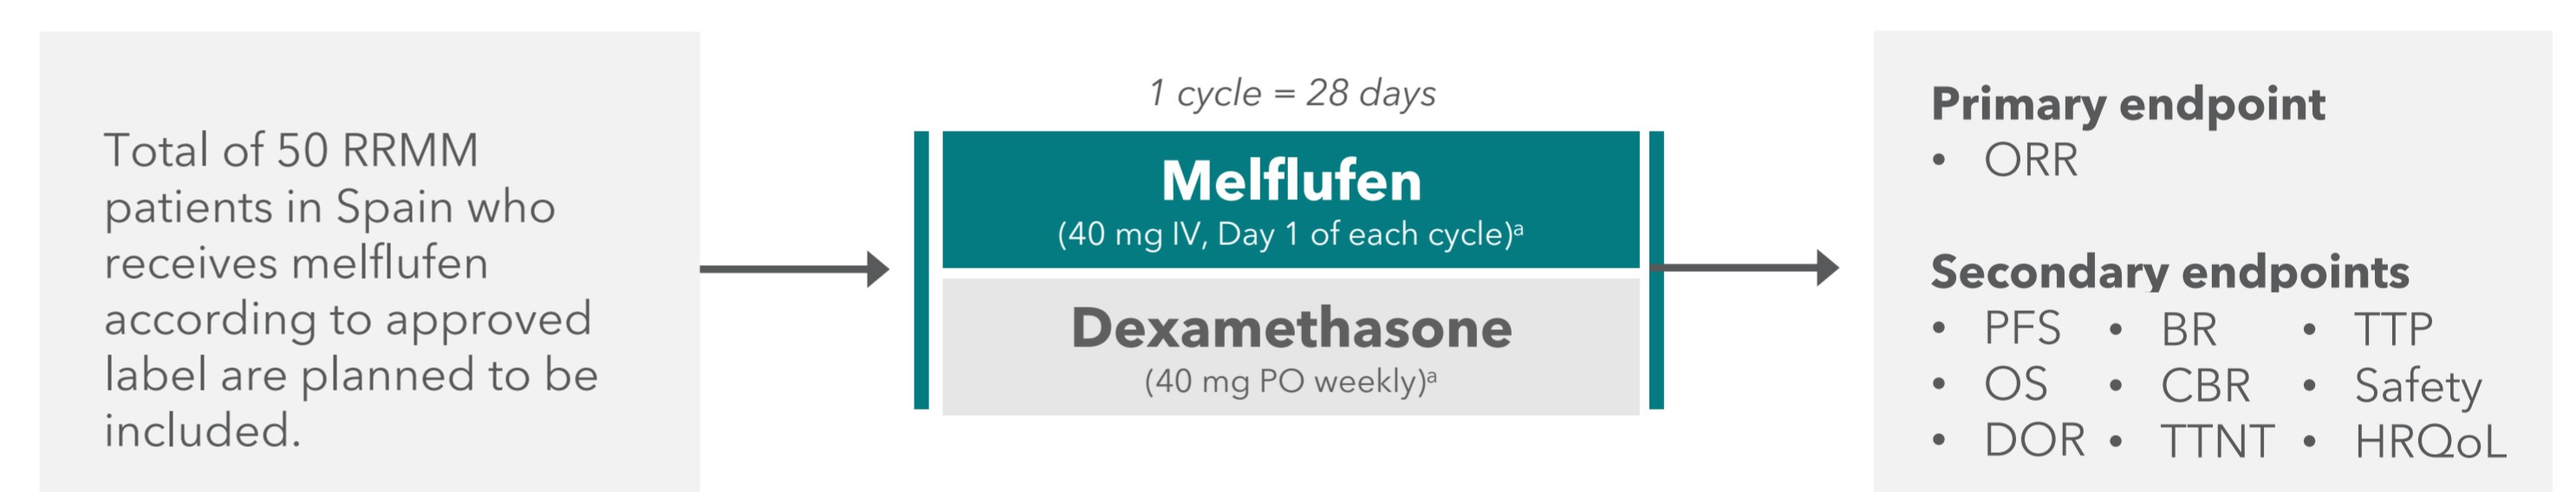 Total of 50 RRMM
patients in Spain who
receives melflufen
according to approved
label are planned to be
included.
1 cycle = 28 days
Melflufen
(40 mg IV, Day 1 of each cycle)ᵃ
Dexamethasone
(40 mg PO weekly)ᵃ
Primary endpoint
• ORR
Secondary endpoints
• PFS • BR • TTP
• OS • CBR • Safety
• DOR • TTNT • HRQoL